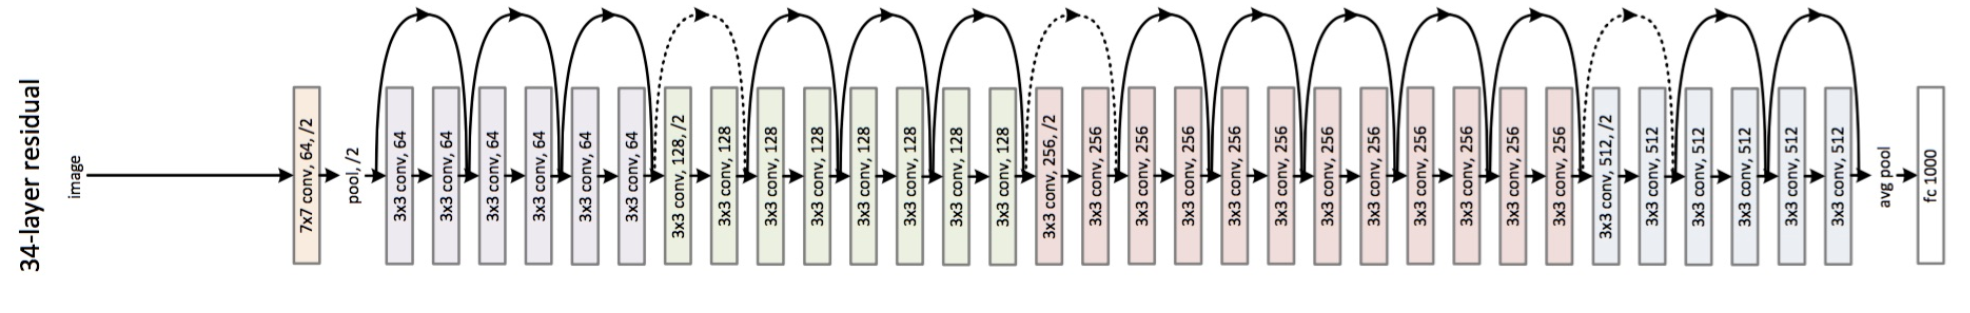 34-layer residual
image
7x7 conv, 64, /2
pool, /2
3x3 conv, 64
3x3 conv, 64
3x3 conv, 64
3x3 conv, 64
3x3 conv, 64
3x3 conv, 64
3x3 conv, 128, /2
3x3 conv, 128
3x3 conv, 128
3x3 conv, 128
3x3 conv, 128
3x3 conv, 128
3x3 conv, 128
3x3 conv, 128
3x3 conv, 256, /2
3x3 conv, 256
3x3 conv, 256
3x3 conv, 256
3x3 conv, 256
3x3 conv, 256
3x3 conv, 256
3x3 conv, 256
3x3 conv, 256
3x3 conv, 256
3x3 conv, 256
3x3 conv, 256
3x3 conv, 512, /2
3x3 conv, 512
3x3 conv, 512
3x3 conv, 512
3x3 conv, 512
3x3 conv, 512
avg pool
fc 1000